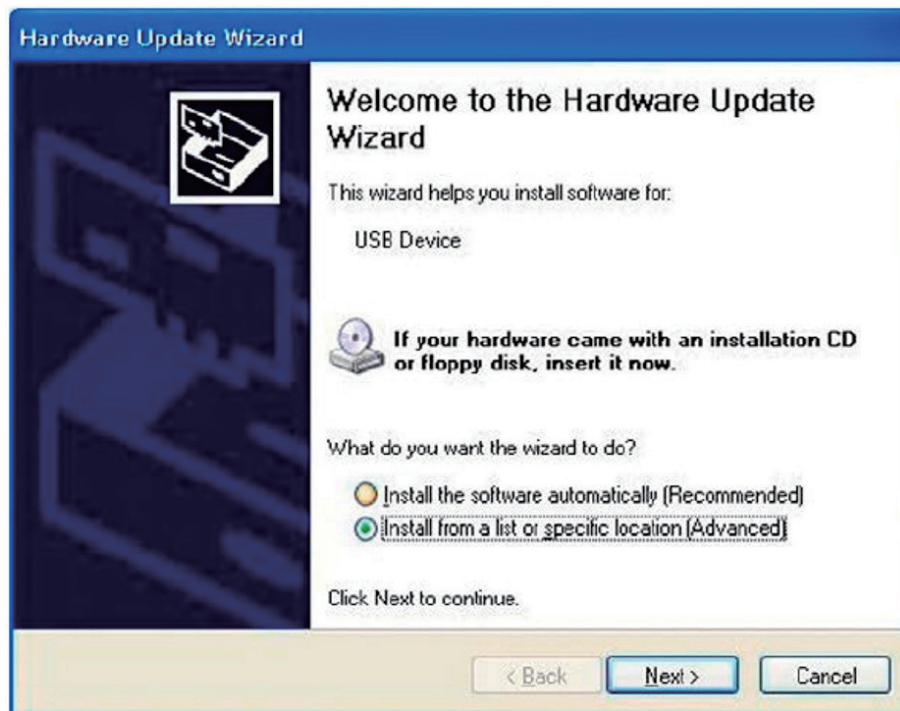 Hardware Update Wizard
Welcome to the Hardware Update
Wizard
This wizard helps you install software for:
USB Device
If your hardware came with an installation CD
or floppy disk, insert it now.
What do you want the wizard to do?
Install the software automatically (Recommended)
Install from a list or specific location (Advanced)
Click Next to continue.
< Back
Next >
Cancel